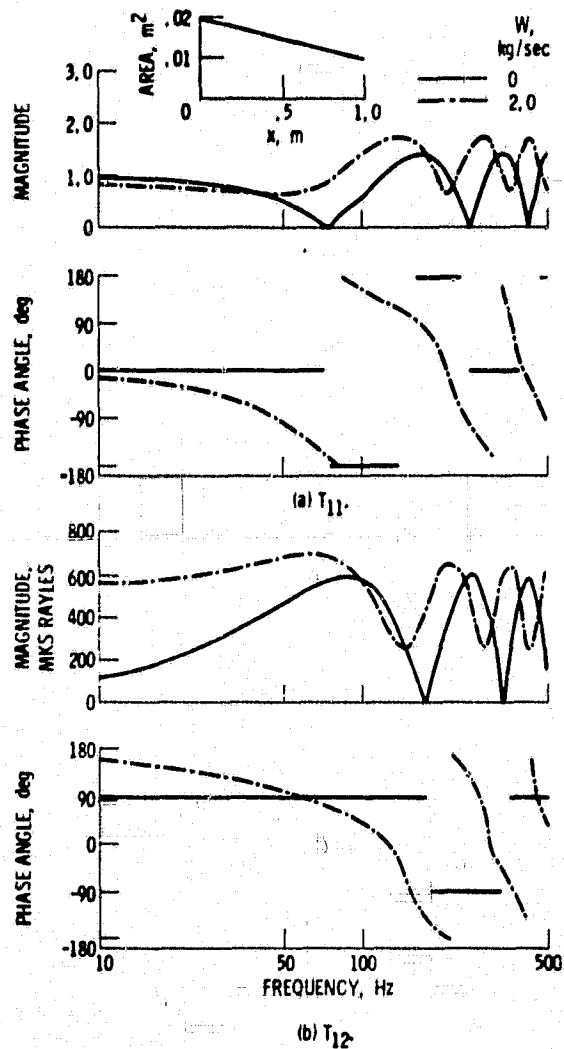 AREA, m²
.02
.01
0
.5
1.0
x, m
W,
kg/sec
0
2.0
MAGNITUDE
3.0
2.0
1.0
0
PHASE ANGLE, deg
180
90
0
-90
-180
(a) T11.
MAGNITUDE,
MKS RAYLES
800
600
400
200
0
PHASE ANGLE, deg
180
90
0
-90
-180
10
50
100
500
FREQUENCY, Hz
(b) T12.